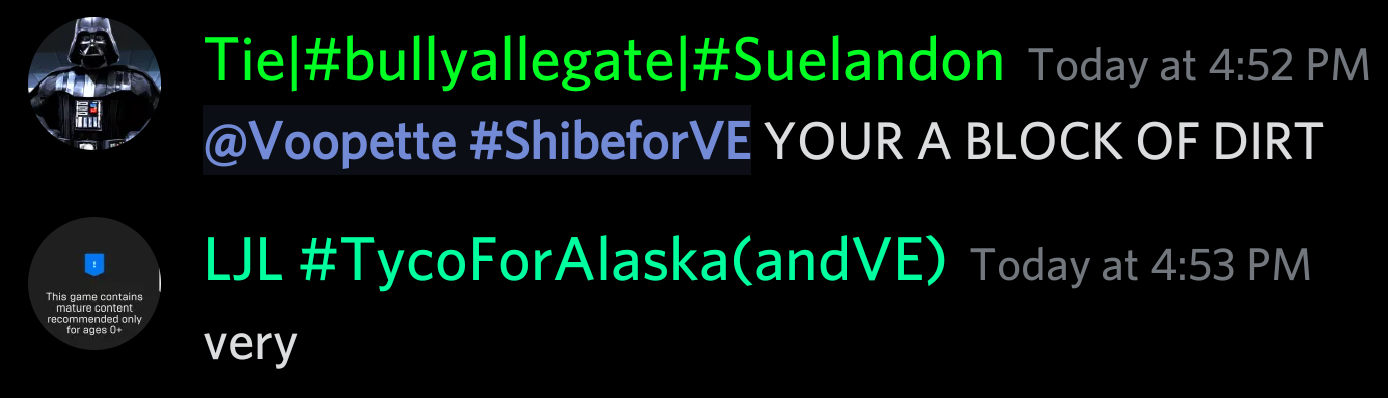 Tie|#bullyallegate|#Suelandon Today at 4:52 PM
@Voopette #ShibeforVE YOUR A BLOCK OF DIRT
LJL #TycoForAlaska(andVE) Today at 4:53 PM
This game contains
mature content
recommended only
for ages 0+
very